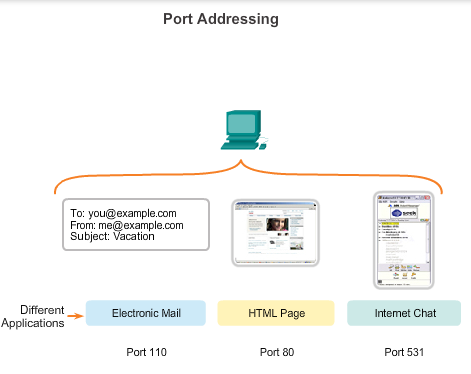 Port Addressing
To: you@example.com
From: me@example.com
Subject: Vacation
Different
Applications
Electronic Mail
HTML Page
Internet Chat
Port 110
Port 80
Port 531